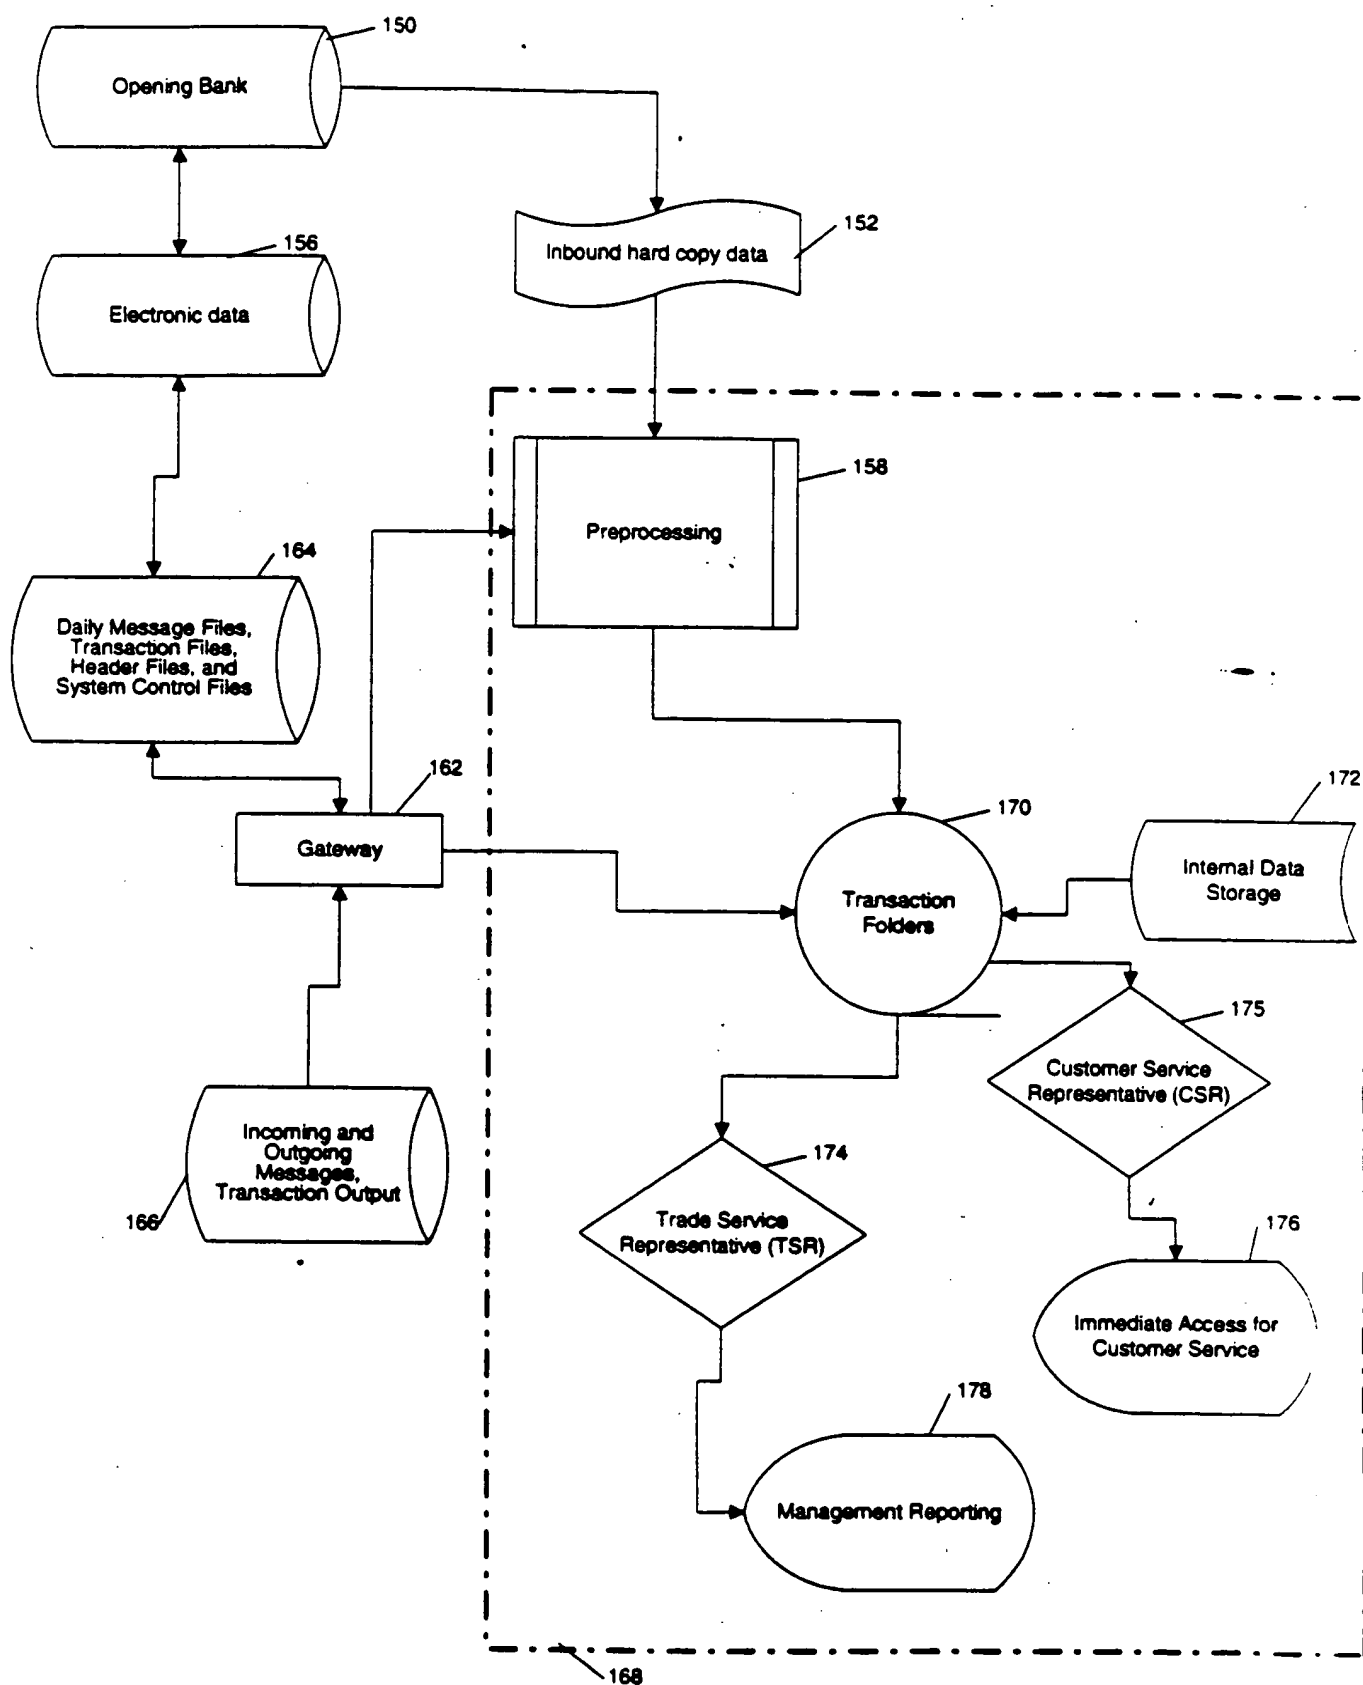 150
Opening Bank
152
Inbound hard copy data
156
Electronic data
158
Preprocessing
164
Daily Message Files,
Transaction Files,
Header Files, and
System Control Files
162
Gateway
170
Transaction
Folders
172
Internal Data
Storage
175
Customer Service
Representative (CSR)
166
Incoming and
Outgoing
Messages,
Transaction Output
174
Trade Service
Representative (TSR)
176
Immediate Access for
Customer Service
178
Management Reporting
168